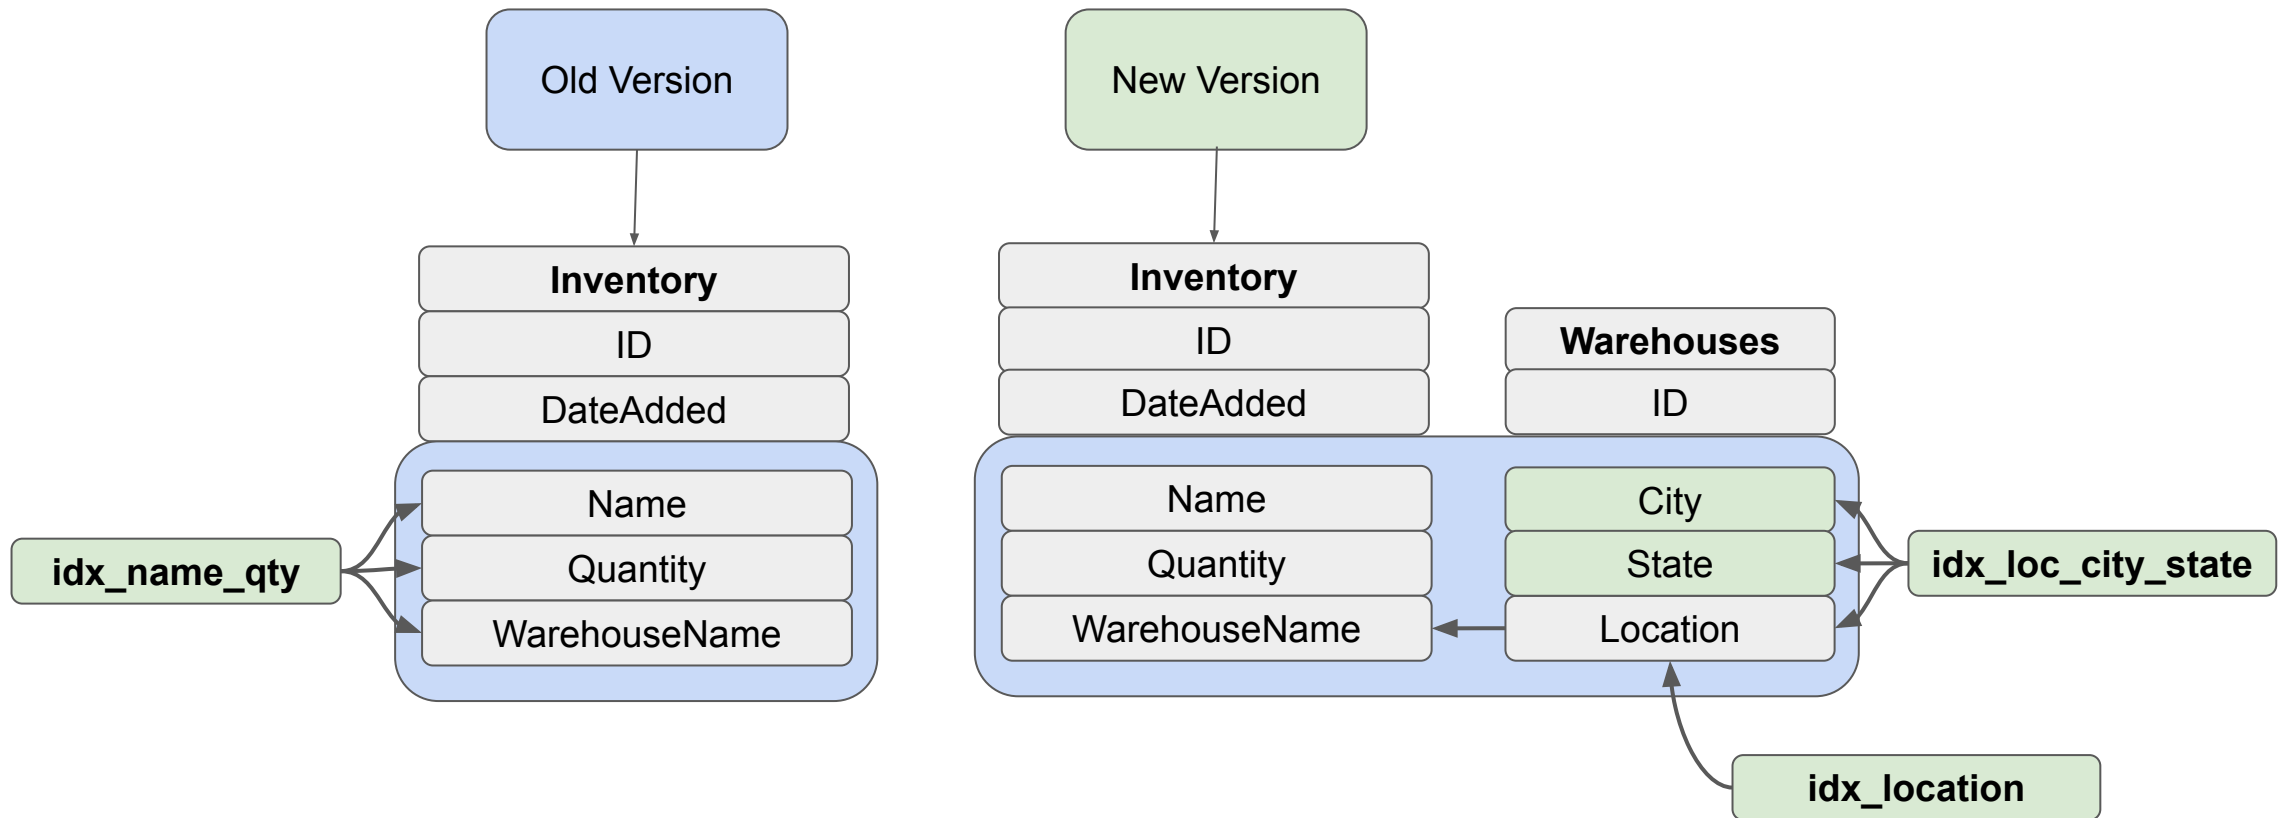 Old Version
New Version
Inventory
ID
DateAdded
Name
Quantity
WarehouseName
idx_name_qty
Inventory
ID
DateAdded
Name
Quantity
WarehouseName
Warehouses
ID
City
State
Location
idx_loc_city_state
idx_location